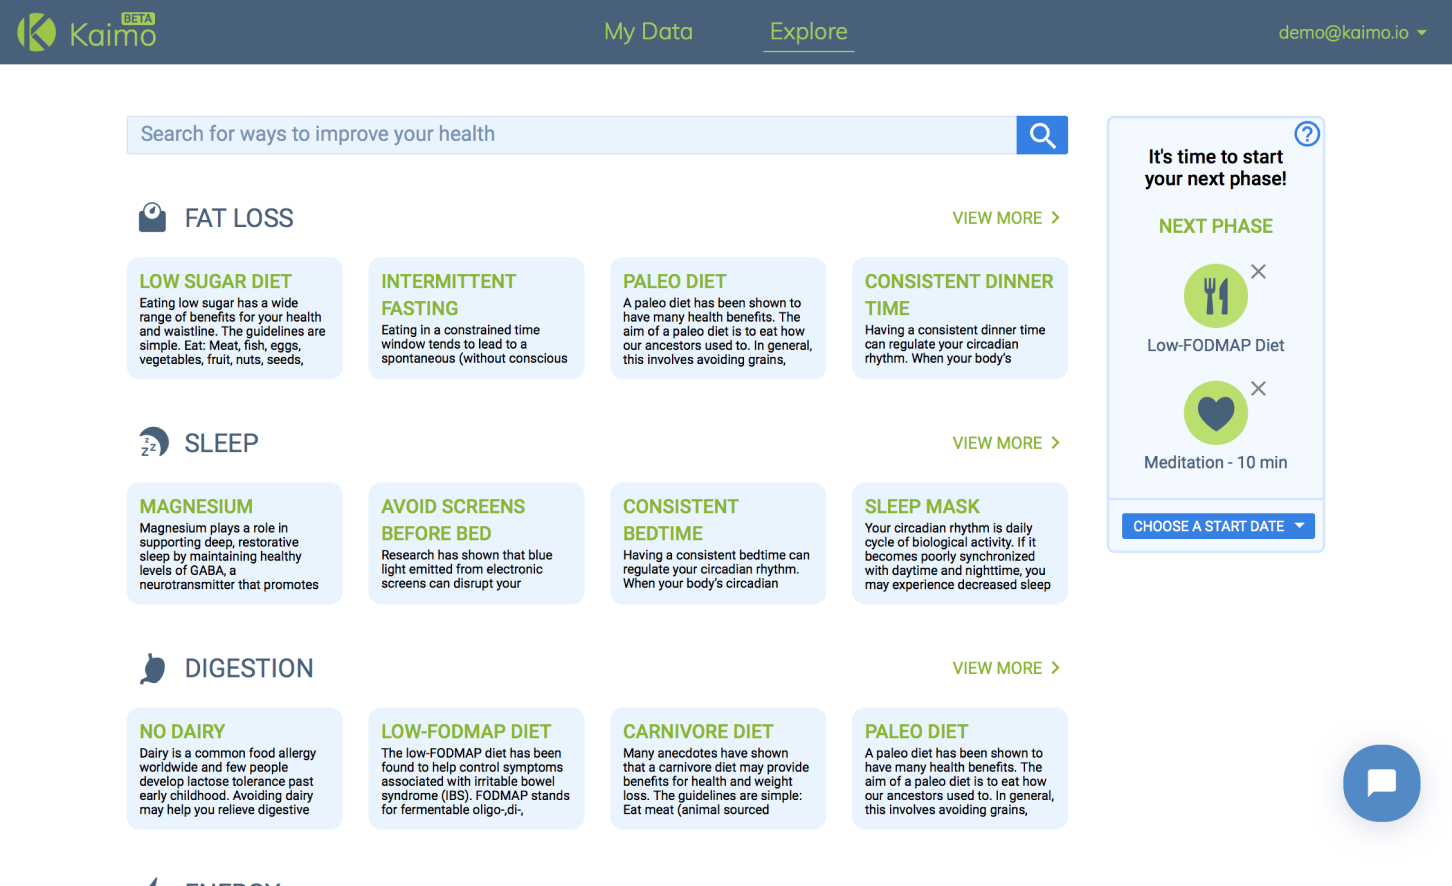 BETA
Kaimo
My Data
Explore
demo@kaimo.io
Search for ways to improve your health
FAT LOSS
VIEW MORE
LOW SUGAR DIET
Eating low sugar has a wide
range of benefits for your health
and waistline. The guidelines are
simple. Eat: Meat, fish, eggs,
vegetables, fruit, nuts, seeds,
INTERMITTENT
FASTING
Eating in a constrained time
window tends to lead to a
spontaneous (without conscious
PALEO DIET
A paleo diet has been shown to
have many health benefits. The
aim of a paleo diet is to eat how
our ancestors used to. In general,
this involves avoiding grains,
CONSISTENT DINNER
TIME
Having a consistent dinner time
can regulate your circadian
rhythm. When your body's
SLEEP
VIEW MORE
MAGNESIUM
Magnesium plays a role in
supporting deep, restorative
sleep by maintaining healthy
levels of GABA, a
neurotransmitter that promotes
AVOID SCREENS
BEFORE BED
Research has shown that blue
light emitted from electronic
screens can disrupt your
CONSISTENT
BEDTIME
Having a consistent bedtime can
regulate your circadian rhythm.
When your body's circadian
SLEEP MASK
Your circadian rhythm is daily
cycle of biological activity. If it
becomes poorly synchronized
with daytime and nighttime, you
may experience decreased sleep
DIGESTION
VIEW MORE
NO DAIRY
Dairy is a common food allergy
worldwide and few people
develop lactose tolerance past
early childhood. Avoiding dairy
may help you relieve digestive
LOW-FODMAP DIET
The low-FODMAP diet has been
found to help control symptoms
associated with irritable bowel
syndrome (IBS). FODMAP stands
for fermentable oligo-,di-,
CARNIVORE DIET
Many anecdotes have shown
that a carnivore diet may provide
benefits for health and weight
loss. The guidelines are simple:
Eat meat (animal sourced
PALEO DIET
A paleo diet has been shown to
have many health benefits. The
aim of a paleo diet is to eat how
our ancestors used to. In general,
this involves avoiding grains,
?
It's time to start
your next phase!
NEXT PHASE
Low-FODMAP Diet
Meditation - 10 min
CHOOSE A START DATE